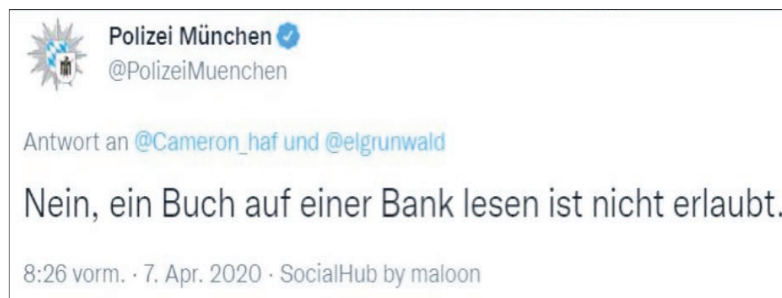 Polizei München
@PolizeiMuenchen
Antwort an @Cameron_haf und @elgrunwald
Nein, ein Buch auf einer Bank lesen ist nicht erlaubt.
8:26 vorm. · 7. Apr. 2020 · SocialHub by maloon